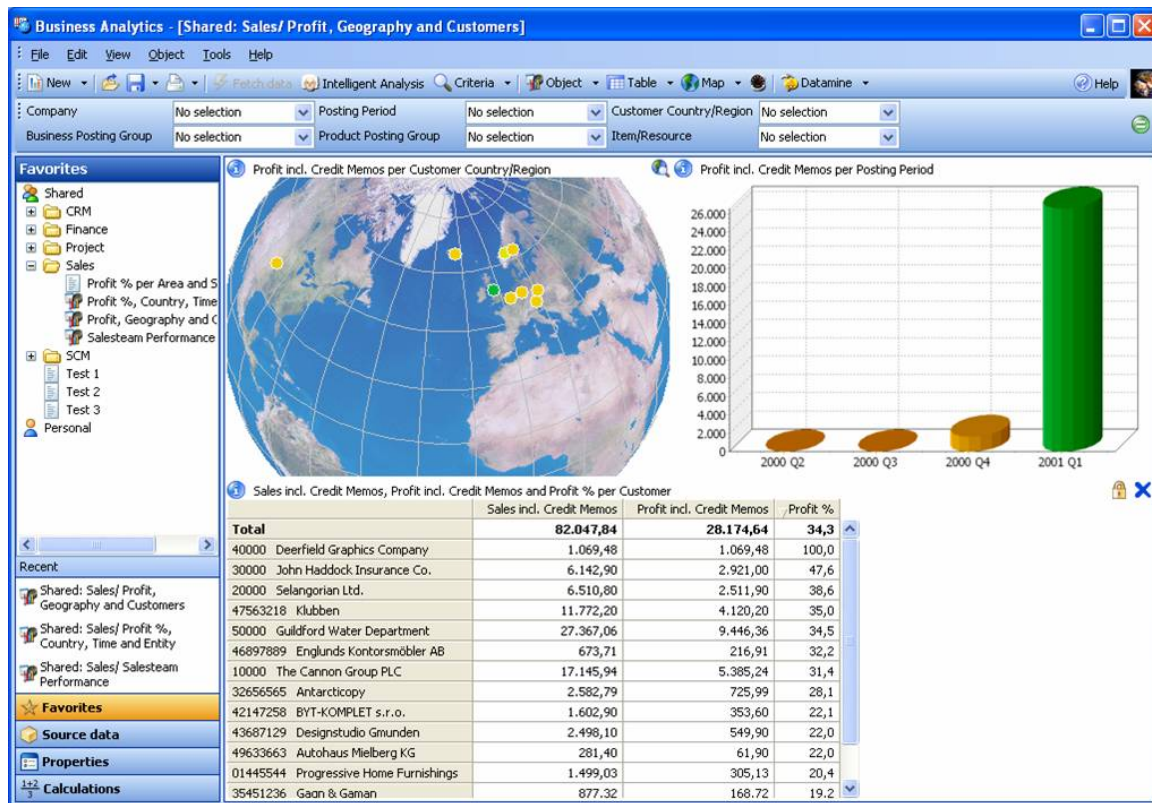 Business Analytics - [Shared: Sales/ Profit, Geography and Customers]
File Edit View Object Tools Help
New Fetch data Intelligent Analysis Criteria Object Table Map Datamine Help
Company No selection Posting Period No selection Customer Country/Region No selection
Business Posting Group No selection Product Posting Group No selection Item/Resource No selection
Favorites
Shared
CRM
Finance
Project
Sales
Profit % per Area and S
Profit %, Country, Time
Profit, Geography and C
Salesteam Performance
SCM
Test 1
Test 2
Test 3
Personal
Recent
Shared: Sales/ Profit,
Geography and Customers
Shared: Sales/ Profit %,
Country, Time and Entity
Shared: Sales/ Salesteam
Performance
Favorites
Source data
Properties
1+2
3
Calculations
Profit incl. Credit Memos per Customer Country/Region
Profit incl. Credit Memos per Posting Period
26.000
24.000
22.000
20.000
18.000
16.000
14.000
12.000
10.000
8.000
6.000
4.000
2.000
0
2000 Q2 2000 Q3 2000 Q4 2001 Q1
Sales incl. Credit Memos, Profit incl. Credit Memos and Profit % per Customer
Sales incl. Credit Memos Profit incl. Credit Memos Profit %
Total 82.047,84 28.174,64 34,3
40000 Deerfield Graphics Company 1.069,48 1.069,48 100,0
30000 John Haddock Insurance Co. 6.142,90 2.921,00 47,6
20000 Selangorian Ltd. 6.510,80 2.511,90 38,6
47563218 Klubben 11.772,20 4.120,20 35,0
50000 Guildford Water Department 27.367,06 9.446,36 34,5
46897889 Englunds Kontorsmöbler AB 673,71 216,91 32,2
10000 The Cannon Group PLC 17.145,94 5.385,24 31,4
32656565 Antarcticopy 2.582,79 725,99 28,1
42147258 BYT-KOMPLET s.r.o. 1.602,90 353,60 22,1
43687129 Designstudio Gmunden 2.498,10 549,90 22,0
49633663 Autohaus Mielberg KG 281,40 61,90 22,0
01445544 Progressive Home Furnishings 1.499,03 305,13 20,4
35451236 Gagn & Gaman 877,32 168,72 19,2